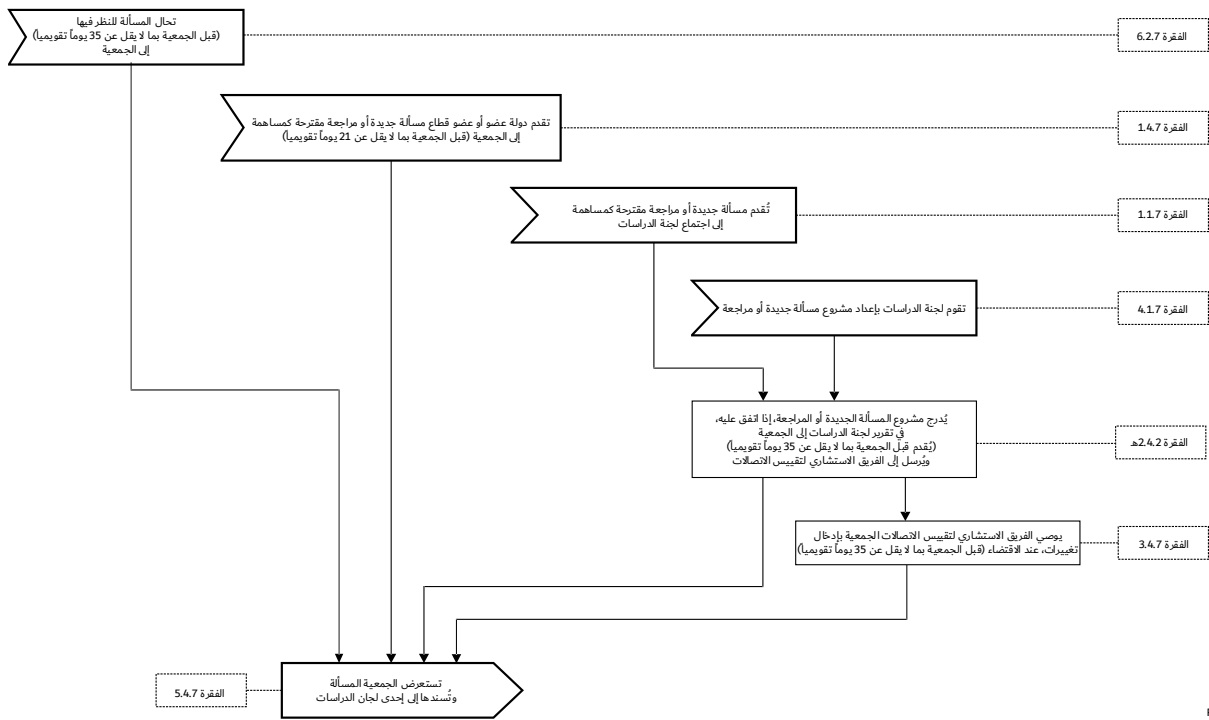 تحال المسألة للنظر فيها
(قبل الجمعية بما لا يقل عن 35 يوماً تقويمياً)
إلى الجمعية
الفقرة 6.2.7
تقدم دولة عضو أو عضو قطاع مسألة جديدة أو مراجعة مقترحة كمساهمة
إلى الجمعية (قبل الجمعية بما لا يقل عن 21 يوماً تقويمياً)
الفقرة 1.4.7
تُقدم مسألة جديدة أو مراجعة مقترحة كمساهمة
إلى اجتماع لجنة الدراسات
الفقرة 1.1.7
تقوم لجنة الدراسات بإعداد مشروع مسألة جديدة أو مراجعة
الفقرة 4.1.7
يُدرج مشروع المسألة الجديدة أو المراجعة، إذا اتفق عليه،
في تقرير لجنة الدراسات إلى الجمعية
(يُقدم قبل الجمعية بما لا يقل عن 35 يوماً تقويمياً)
ويُرسل إلى الفريق الاستشاري لتقييس الاتصالات
الفقرة 2.4.2هـ
يوصي الفريق الاستشاري لتقييس الاتصالات الجمعية بإدخال
تغييرات، عند الاقتضاء (قبل الجمعية بما لا يقل عن 35 يوماً تقويمياً)
الفقرة 3.4.7
تستعرض الجمعية المسألة
وتُسندها إلى إحدى لجان الدراسات
الفقرة 5.4.7